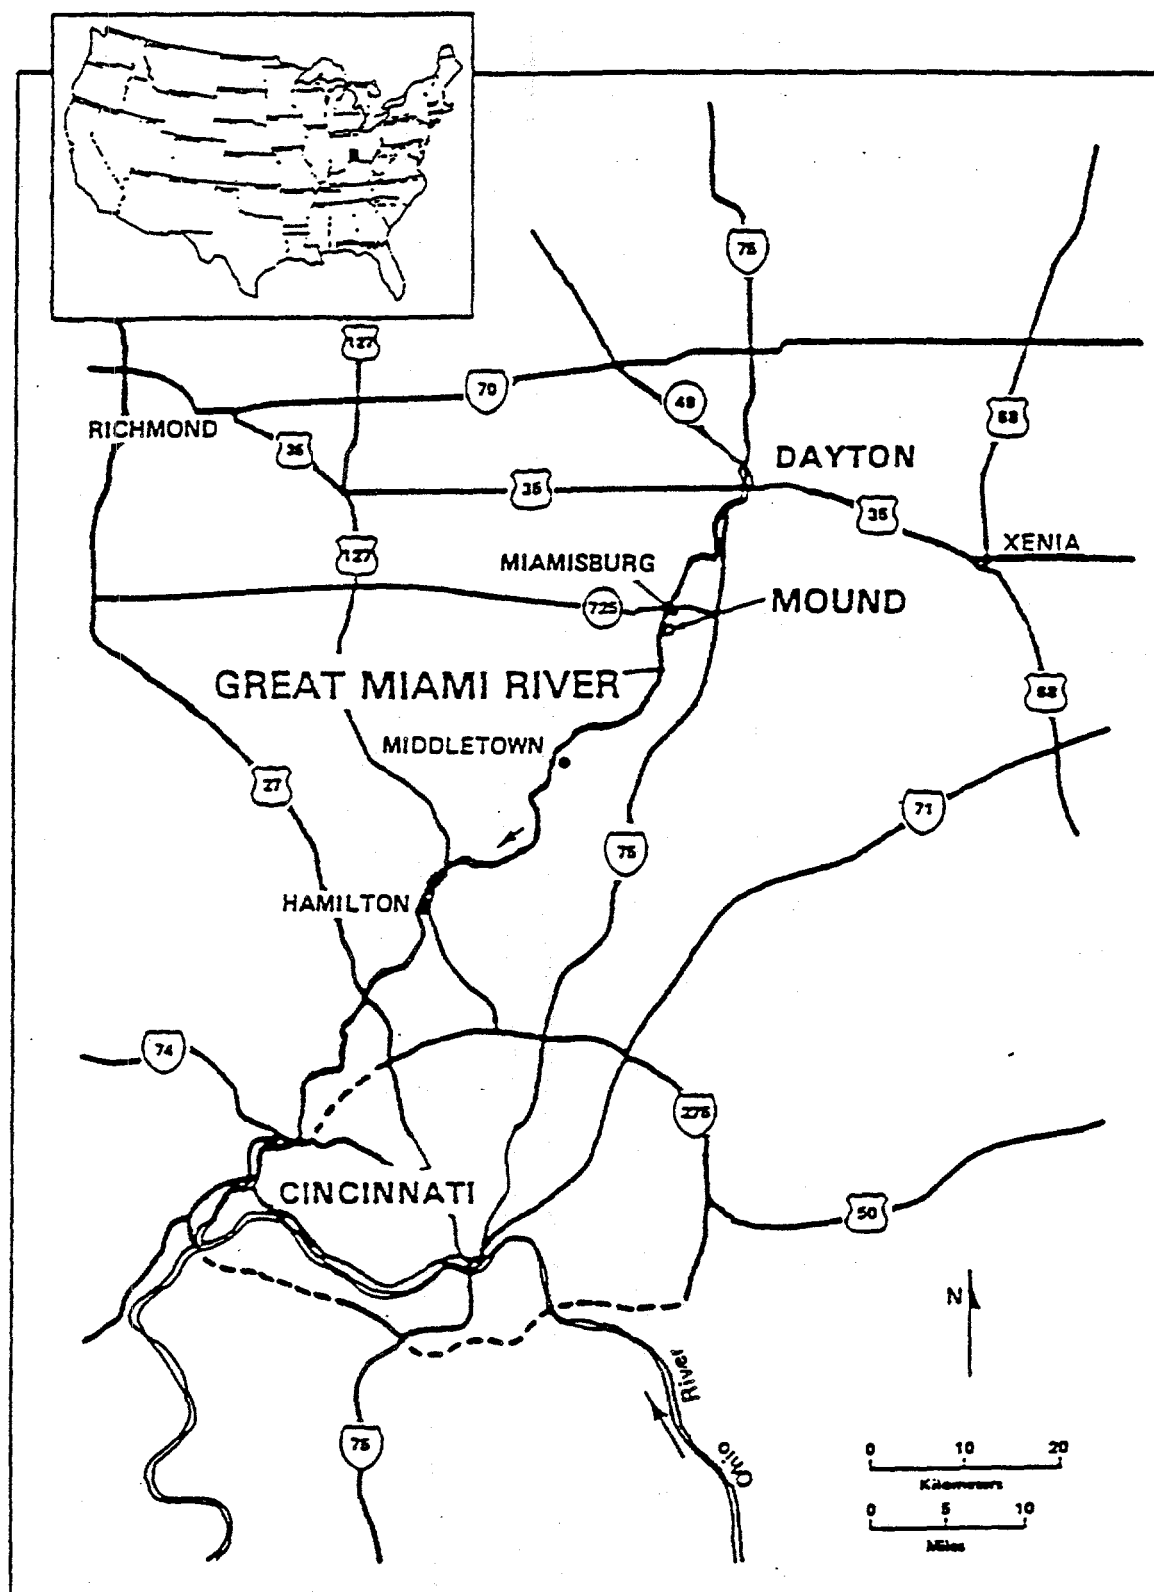 75
127
70
48
68
RICHMOND
35
DAYTON
35
35
127
XENIA
MIAMISBURG
725
MOUND
GREAT MIAMI RIVER
68
MIDDLETOWN
27
71
75
HAMILTON
74
275
CINCINNATI
50
N
River
Ohio
75
0 10 20
Kilometers
0 5 10
Miles